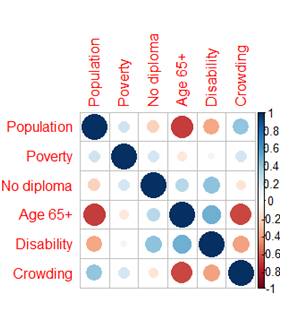 Population
Poverty
No diploma
Age 65+
Disability
Crowding
Population
Poverty
No diploma
Age 65+
Disability
Crowding
1
0.8
0.6
0.4
0.2
0
-0.2
-0.4
-0.6
-0.8
-1